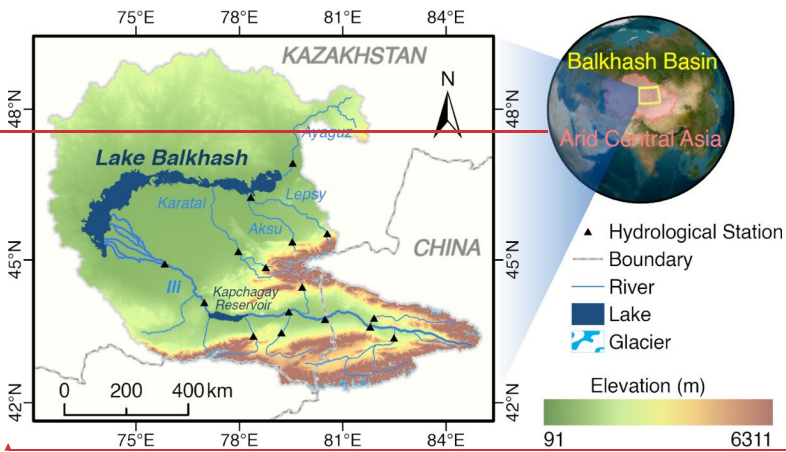 75°E 78°E 81°E 84°E
KAZAKHSTAN
N
48°N
48°N
Ayaguz
Lake Balkhash
Karatal
Lepsy
Aksu
CHINA
45°N
45°N
Ili
Kapchagay
Reservoir
0 200 400 km
42°N
42°N
75°E 78°E 81°E 84°E
Balkhash Basin
Arid Central Asia
Hydrological Station
Boundary
River
Lake
Glacier
Elevation (m)
91 6311